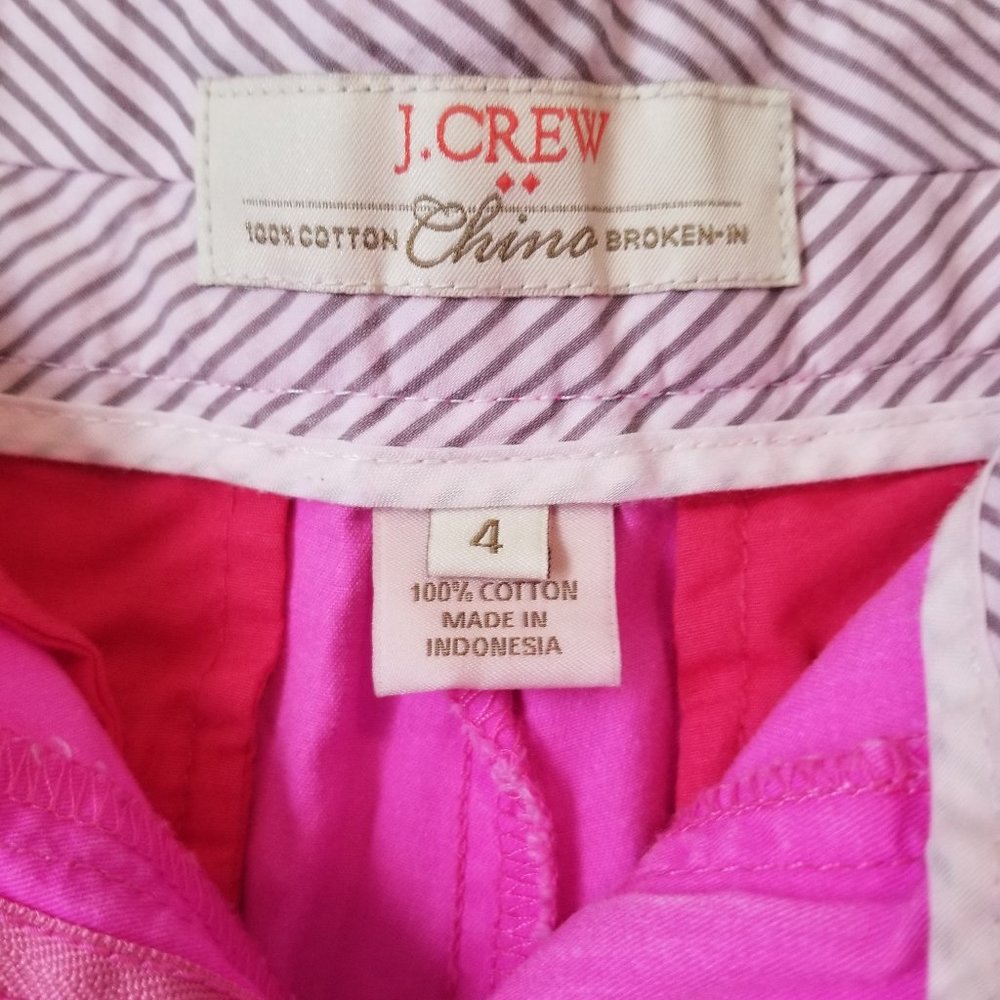 J.CREW
100% COTTON Chino BROKEN-IN
4
100% COTTON
MADE IN
INDONESIA